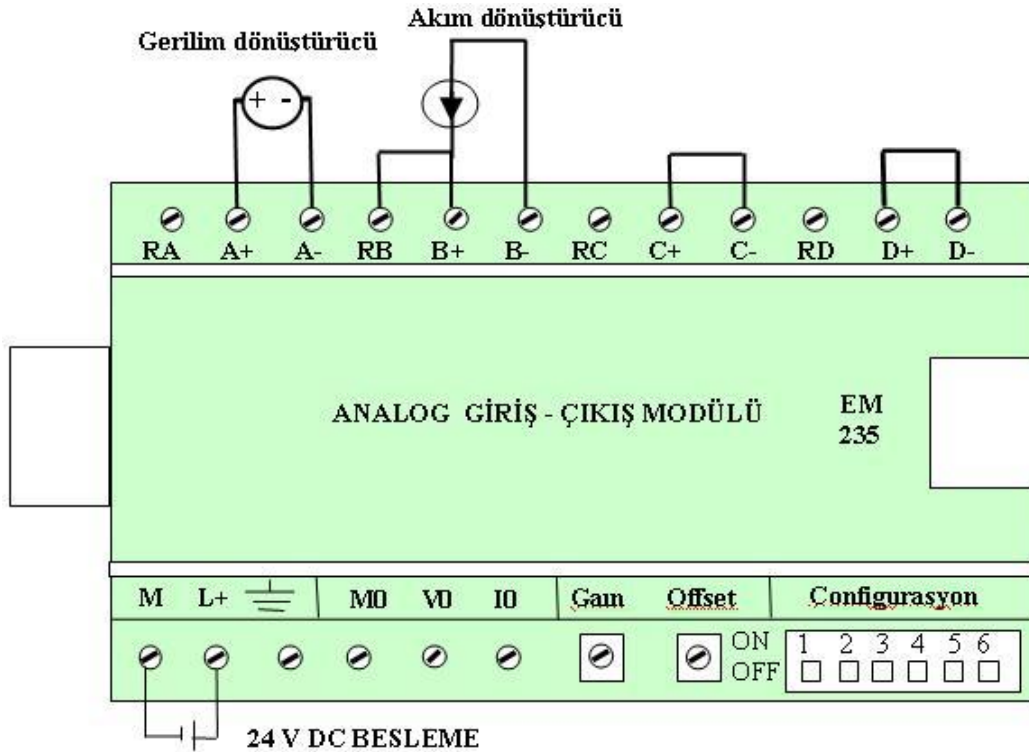 Akım dönüştürücü
Gerilim dönüştürücü
+ -
RA A+ A- RB B+ B- RC C+ C- RD D+ D-
ANALOG GİRİŞ - ÇIKIŞ MODÜLÜ
EM
235
M L+ M0 V0 I0 Gaın Offset Configurasyon
ON
OFF
1 2 3 4 5 6
24 V DC BESLEME